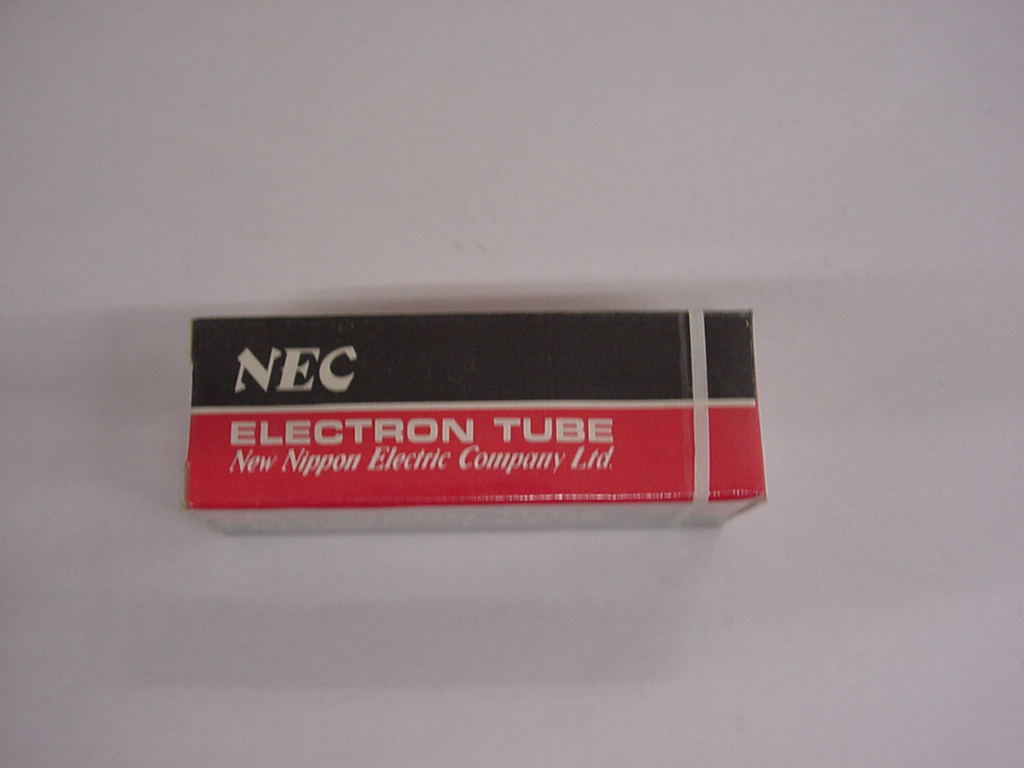 NEC
ELECTRON TUBE
New Nippon Electric Company Ltd.